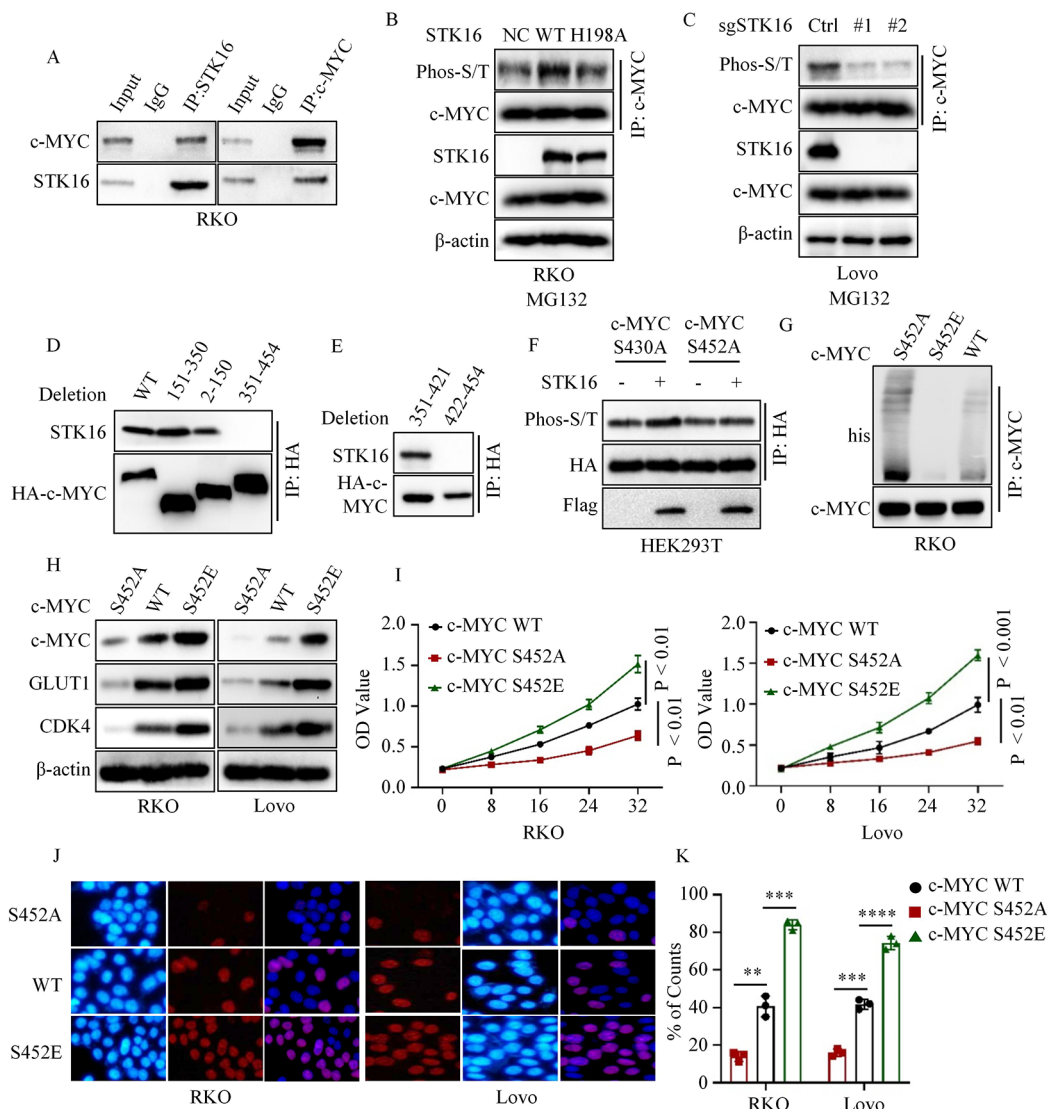 A
Input
IgG
IP:STK16
Input
IgG
IP:c-MYC
c-MYC
STK16
RKO
B
STK16 NC WT H198A
Phos-S/T
c-MYC
IP: c-MYC
STK16
c-MYC
β-actin
RKO
MG132
C
sgSTK16 Ctrl #1 #2
Phos-S/T
c-MYC
IP: c-MYC
STK16
c-MYC
β-actin
Lovo
MG132
D
Deletion
WT
151-350
2-150
351-454
STK16
HA-c-MYC
IP: HA
E
Deletion
351-421
422-454
STK16
HA-c-
MYC
IP: HA
F
c-MYC c-MYC
S430A S452A
STK16 - + - +
Phos-S/T
HA
Flag
IP: HA
HEK293T
G
c-MYC
S452A
S452E
WT
his
c-MYC
IP: c-MYC
RKO
H
c-MYC
S452A
WT
S452E
S452A
WT
S452E
c-MYC
GLUT1
CDK4
β-actin
RKO Lovo
I
OD Value
2.0
1.5
1.0
0.5
0.0
c-MYC WT
c-MYC S452A
c-MYC S452E
P < 0.01
P < 0.01
0 8 16 24 32
RKO
OD Value
2.0
1.5
1.0
0.5
0.0
c-MYC WT
c-MYC S452A
c-MYC S452E
P < 0.001
P < 0.01
0 8 16 24 32
Lovo
J
S452A
WT
S452E
RKO Lovo
K
% of Counts
100
80
60
40
20
0
** *** *** ****
c-MYC WT
c-MYC S452A
c-MYC S452E
RKO Lovo